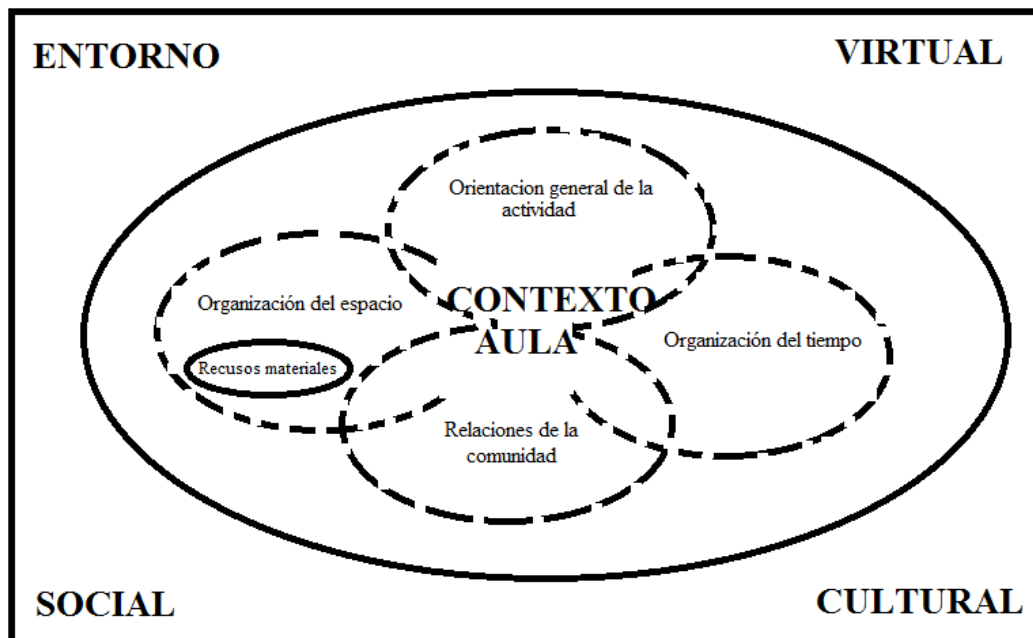 ENTORNO
VIRTUAL
Orientacion general de la
actividad
Organización del espacio
CONTEXTO
AULA
Organización del tiempo
Recusos materiales
Relaciones de la
comunidad
SOCIAL
CULTURAL